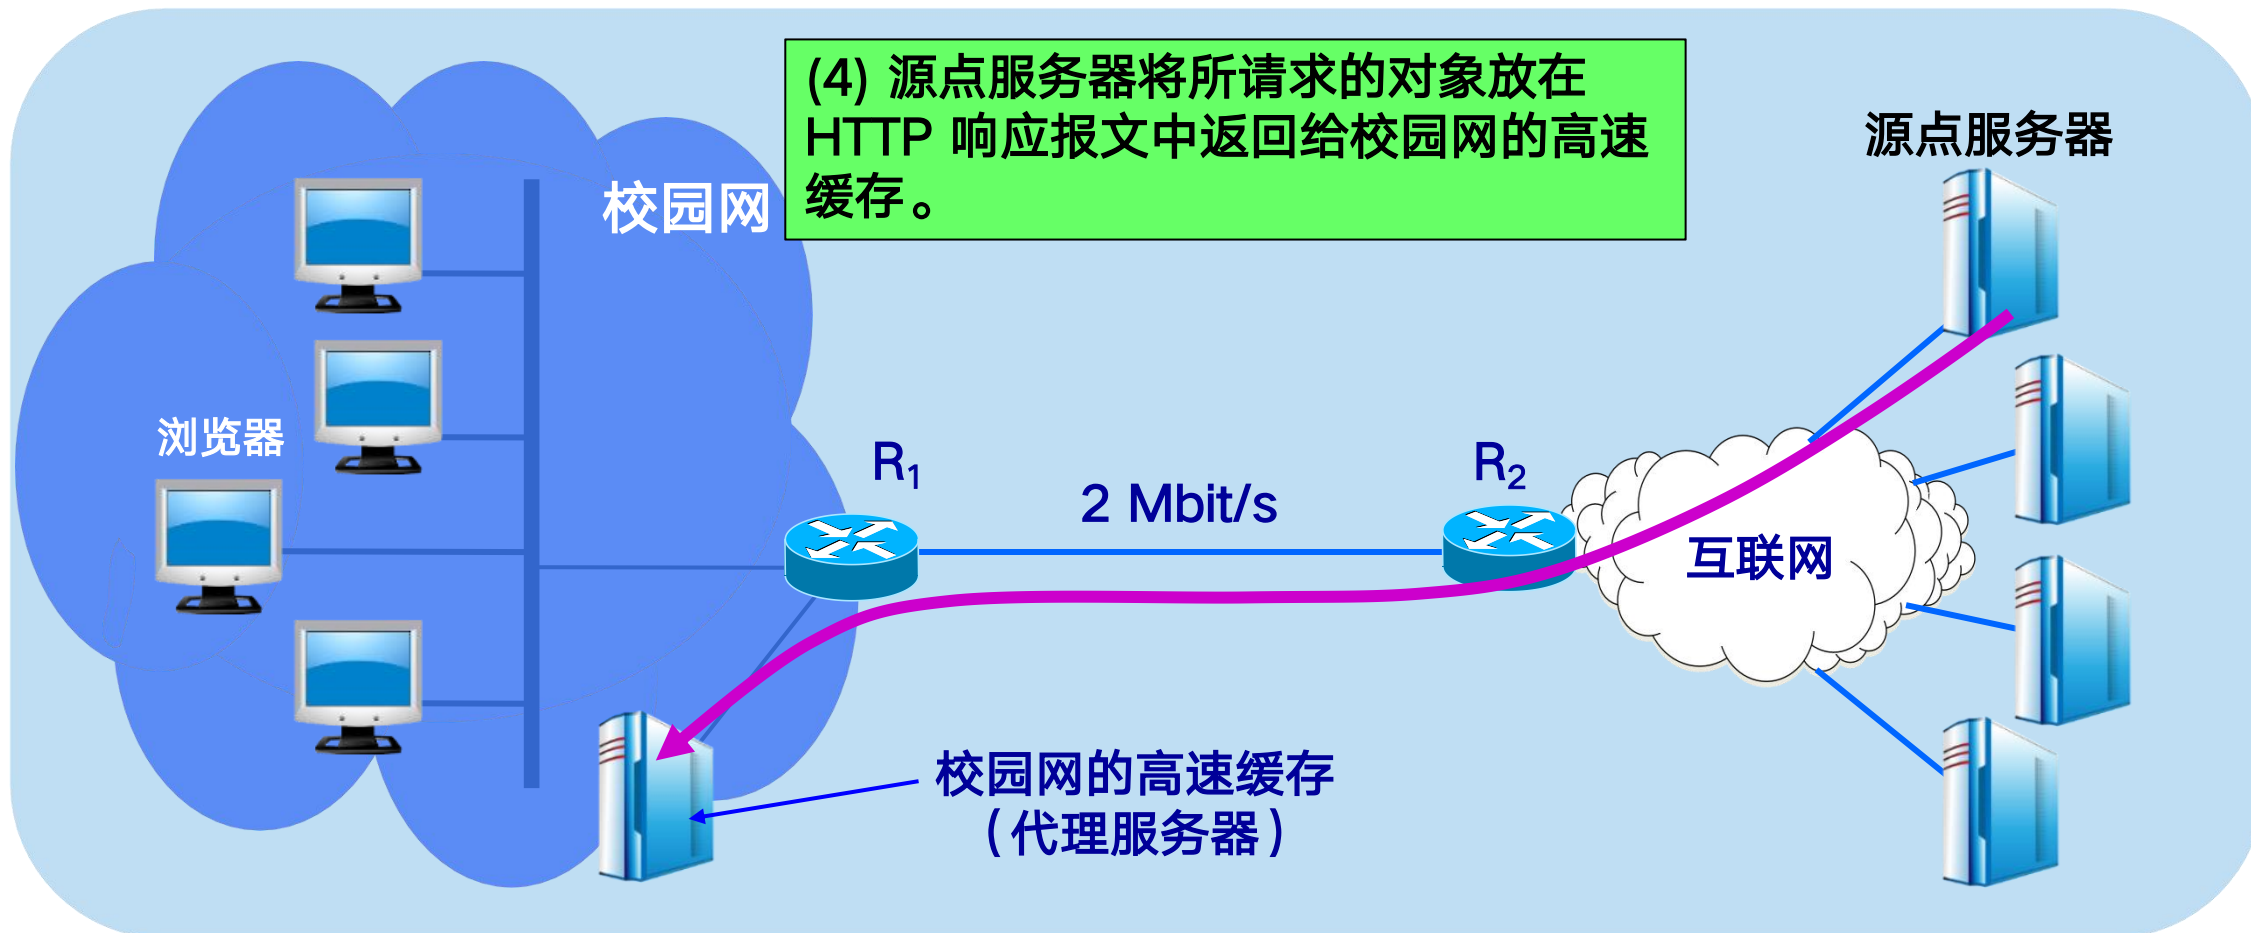 (4) 源点服务器将所请求的对象放在
HTTP 响应报文中返回给校园网的高速
缓存。
源点服务器
校园网
浏览器
R1
2 Mbit/s
R2
互联网
校园网的高速缓存
（代理服务器）